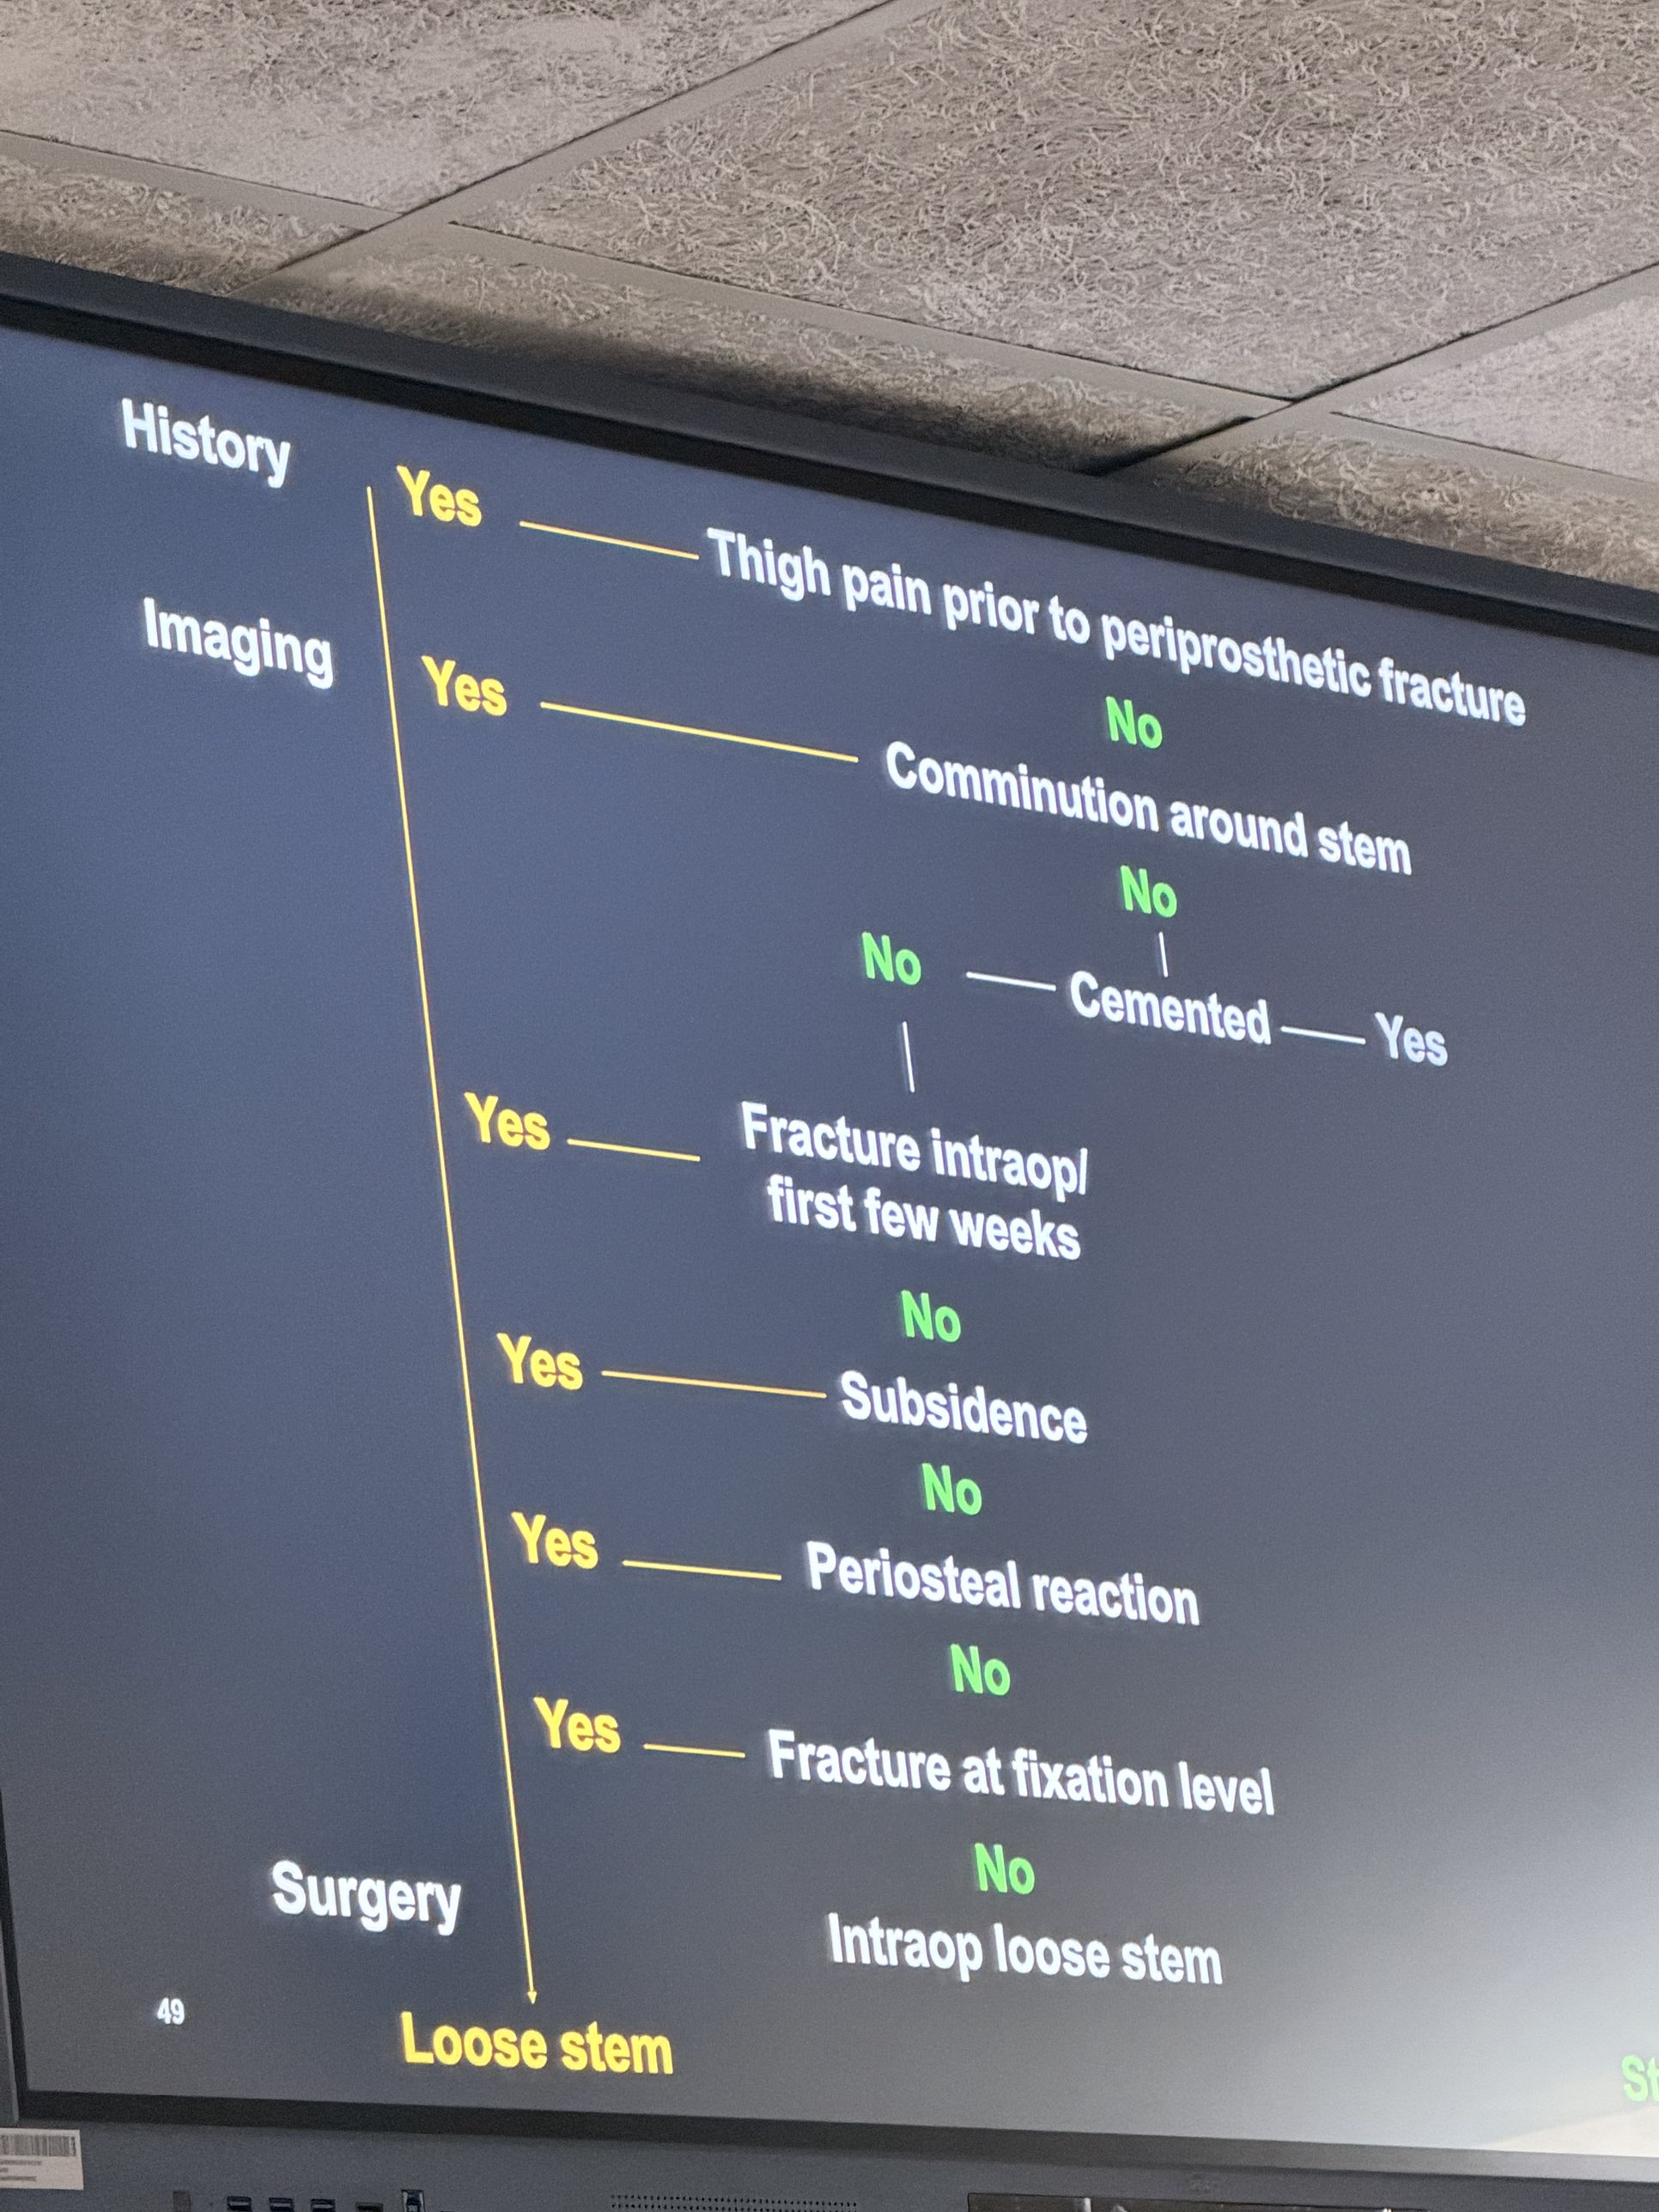 History
Yes
Thigh pain prior to periprosthetic fracture
No
Imaging
Yes
Comminution around stem
No
No
Cemented
Yes
Yes
Fracture intraop/
first few weeks
No
Yes
Subsidence
No
Yes
Periosteal reaction
No
Yes
Fracture at fixation level
No
Surgery
Intraop loose stem
49
Loose stem